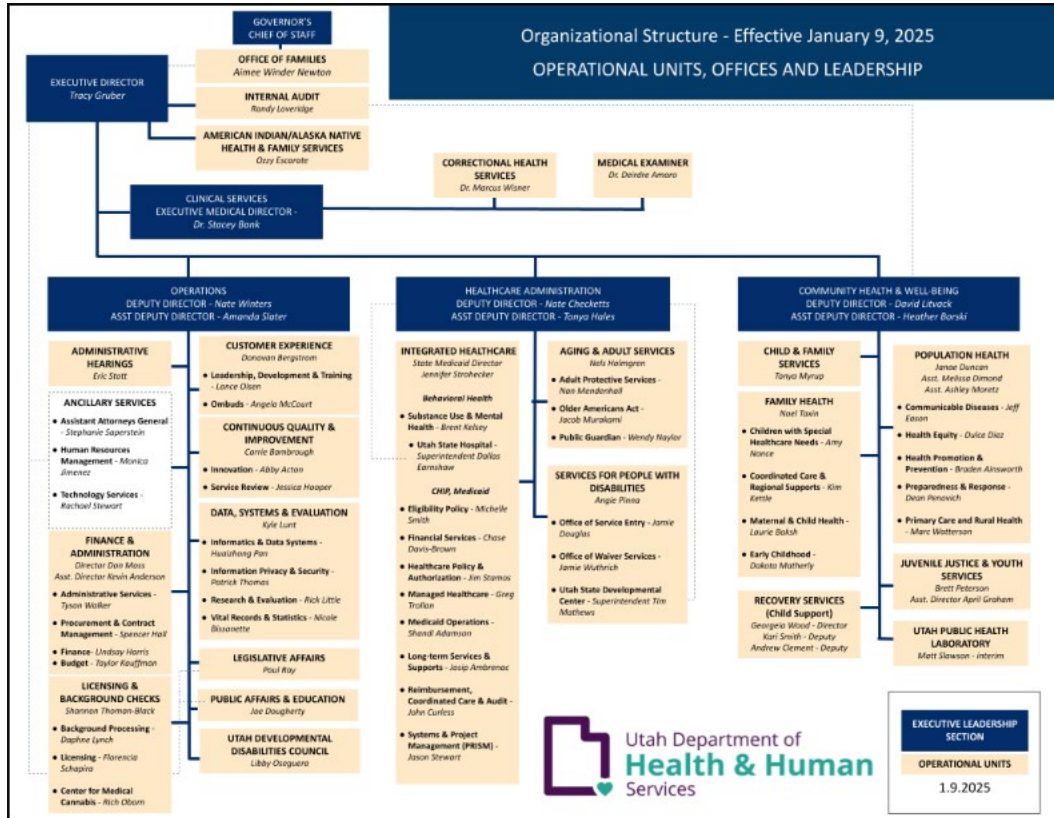 GOVERNOR'S
CHIEF OF STAFF
Organizational Structure - Effective January 9, 2025
OPERATIONAL UNITS, OFFICES AND LEADERSHIP
EXECUTIVE DIRECTOR
Tracy Gruber
OFFICE OF FAMILIES
Aimee Winder Newton
INTERNAL AUDIT
Randy Loveridge
AMERICAN INDIAN/ALASKA NATIVE
HEALTH & FAMILY SERVICES
Ozzy Escarate
CORRECTIONAL HEALTH
SERVICES
Dr. Marcus Wisner
MEDICAL EXAMINER
Dr. Deirdre Amaro
CLINICAL SERVICES
EXECUTIVE MEDICAL DIRECTOR -
Dr. Stacey Bank
OPERATIONS
DEPUTY DIRECTOR - Nate Winters
ASST DEPUTY DIRECTOR - Amanda Slater
ADMINISTRATIVE
HEARINGS
Eric Stott
ANCILLARY SERVICES
● Assistant Attorneys General
- Stephanie Saperstein
● Human Resources
Management - Monica
Jimenez
● Technology Services -
Rachael Stewart
FINANCE &
ADMINISTRATION
Director Dan Moss
Asst. Director Kevin Anderson
● Administrative Services -
Tyson Walker
● Procurement & Contract
Management - Spencer Hall
● Finance- Lindsay Harris
● Budget - Taylor Kauffman
LICENSING &
BACKGROUND CHECKS
Shannon Thoman-Black
● Background Processing -
Daphne Lynch
● Licensing - Florencia
Schapira
● Center for Medical
Cannabis - Rich Oborn
CUSTOMER EXPERIENCE
Donovan Bergstrom
● Leadership, Development & Training
- Lance Olsen
● Ombuds - Angela McCourt
CONTINUOUS QUALITY &
IMPROVEMENT
Carrie Bambrough
● Innovation - Abby Acton
● Service Review - Jessica Hooper
DATA, SYSTEMS & EVALUATION
Kyle Lunt
● Informatics & Data Systems -
Huaizhong Pan
● Information Privacy & Security -
Patrick Thomas
● Research & Evaluation - Rick Little
● Vital Records & Statistics - Nicole
Bissonette
LEGISLATIVE AFFAIRS
Paul Ray
PUBLIC AFFAIRS & EDUCATION
Joe Dougherty
UTAH DEVELOPMENTAL
DISABILITIES COUNCIL
Libby Oseguera
HEALTHCARE ADMINISTRATION
DEPUTY DIRECTOR - Nate Checketts
ASST DEPUTY DIRECTOR - Tonya Hales
INTEGRATED HEALTHCARE
State Medicaid Director
Jennifer Strohecker
Behavioral Health
● Substance Use & Mental
Health - Brent Kelsey
● Utah State Hospital -
Superintendent Dallas
Earnshaw
CHIP, Medicaid
● Eligibility Policy - Michelle
Smith
● Financial Services - Chase
Davis-Brown
● Healthcare Policy &
Authorization - Jim Stamos
● Managed Healthcare - Greg
Trollan
● Medicaid Operations -
Shandi Adamson
● Long-term Services &
Supports - Josip Ambrenac
● Reimbursement,
Coordinated Care & Audit -
John Curless
● Systems & Project
Management (PRISM) -
Jason Stewart
AGING & ADULT SERVICES
Nels Holmgren
● Adult Protective Services -
Nan Mendenhall
● Older Americans Act -
Jacob Murakami
● Public Guardian - Wendy Naylor
SERVICES FOR PEOPLE WITH
DISABILITIES
Angie Pinna
● Office of Service Entry - Jamie
Douglas
● Office of Waiver Services -
Jamie Wuthrich
● Utah State Developmental
Center - Superintendent Tim
Mathews
COMMUNITY HEALTH & WELL-BEING
DEPUTY DIRECTOR - David Litvack
ASST DEPUTY DIRECTOR - Heather Borski
CHILD & FAMILY
SERVICES
Tonya Myrup
FAMILY HEALTH
Noel Taxin
● Children with Special
Healthcare Needs - Amy
Nance
● Coordinated Care &
Regional Supports - Kim
Kettle
● Maternal & Child Health -
Laurie Baksh
● Early Childhood -
Dakota Matherly
RECOVERY SERVICES
(Child Support)
Georgeia Wood - Director
Kari Smith - Deputy
Andrew Clement - Deputy
POPULATION HEALTH
Janae Duncan
Asst. Melissa Dimond
Asst. Ashley Moretz
● Communicable Diseases - Jeff
Eason
● Health Equity - Dulce Diez
● Health Promotion &
Prevention - Braden Ainsworth
● Preparedness & Response -
Dean Penovich
● Primary Care and Rural Health -
- Marc Watterson
JUVENILE JUSTICE & YOUTH
SERVICES
Brett Peterson
Asst. Director April Graham
UTAH PUBLIC HEALTH
LABORATORY
Matt Slawson - interim
Utah Department of
Health & Human
Services
EXECUTIVE LEADERSHIP
SECTION
OPERATIONAL UNITS
1.9.2025